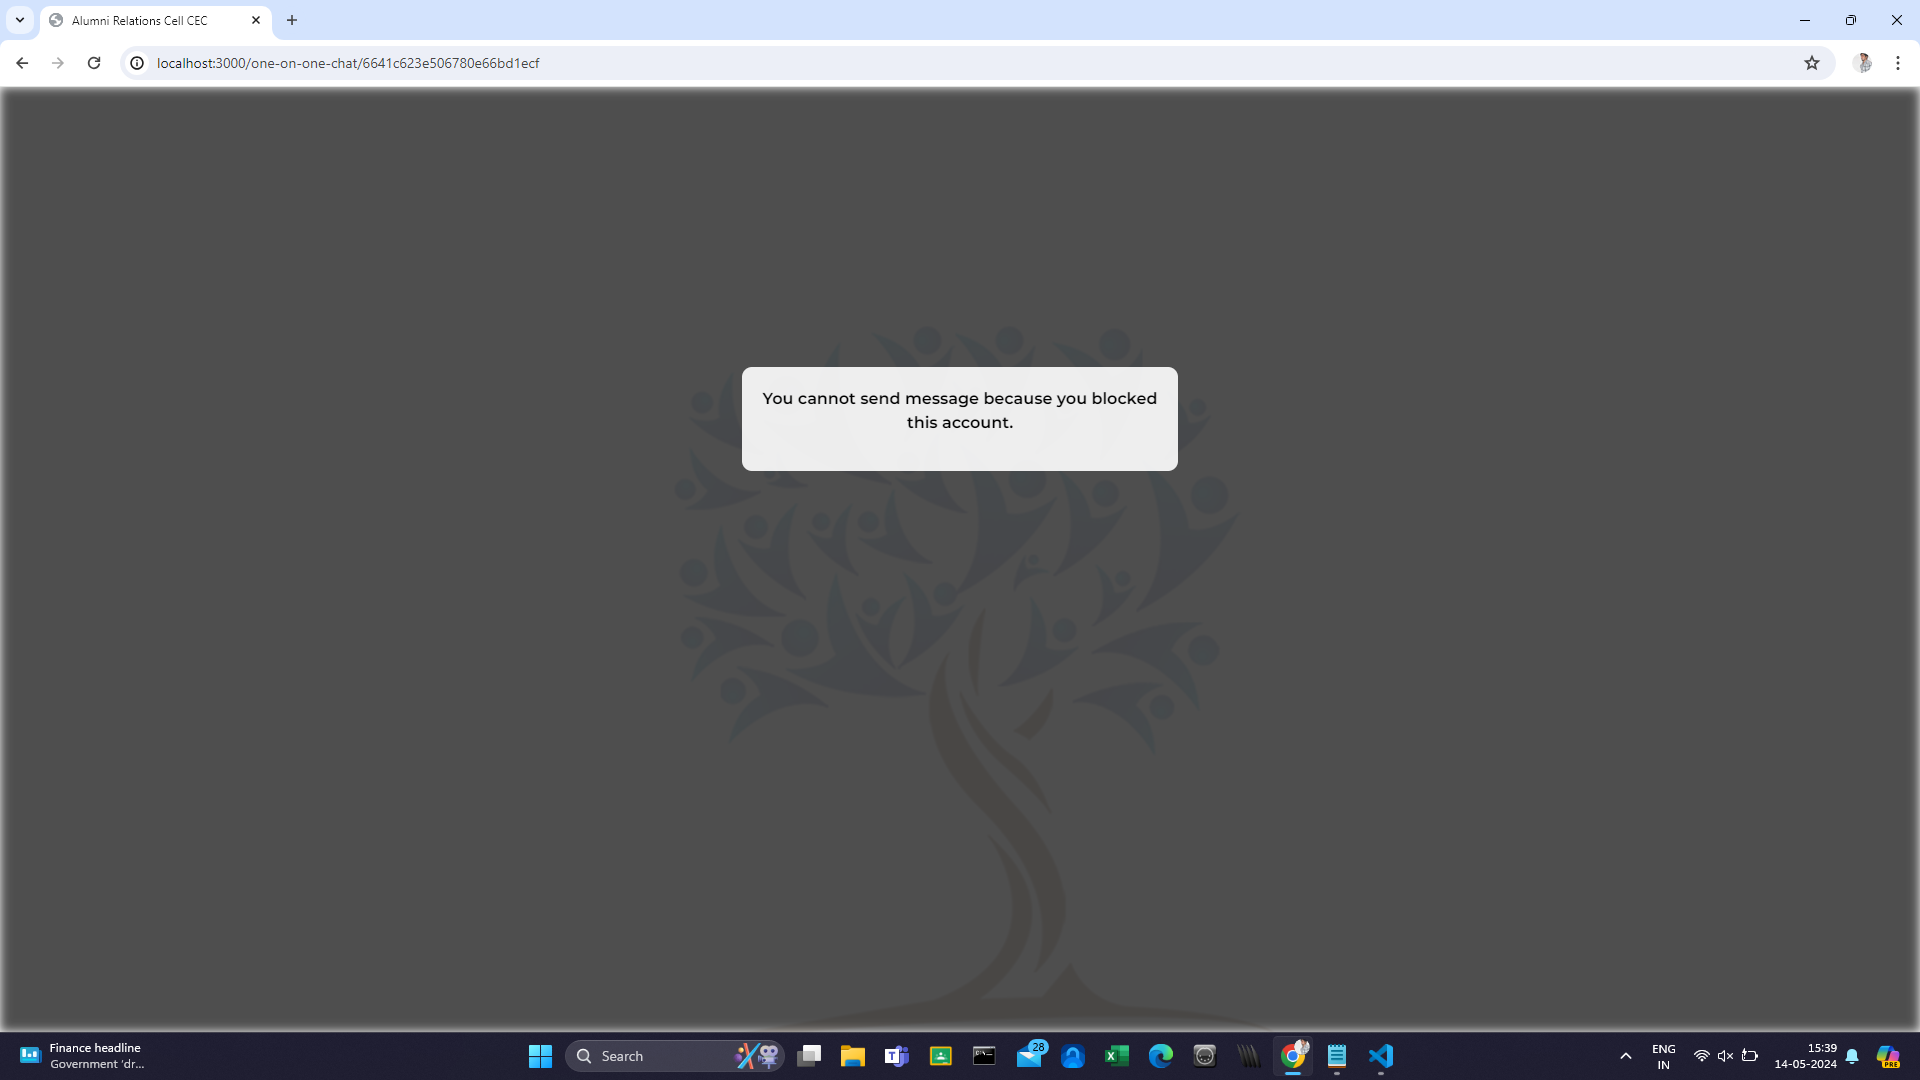 Alumni Relations Cell CEC
localhost:3000/one-on-one-chat/6641c623e506780e66bd1ecf
You cannot send message because you blocked
this account.
Finance headline
Government 'dr...
Search
28
ENG
IN
15:39
14-05-2024
PRE